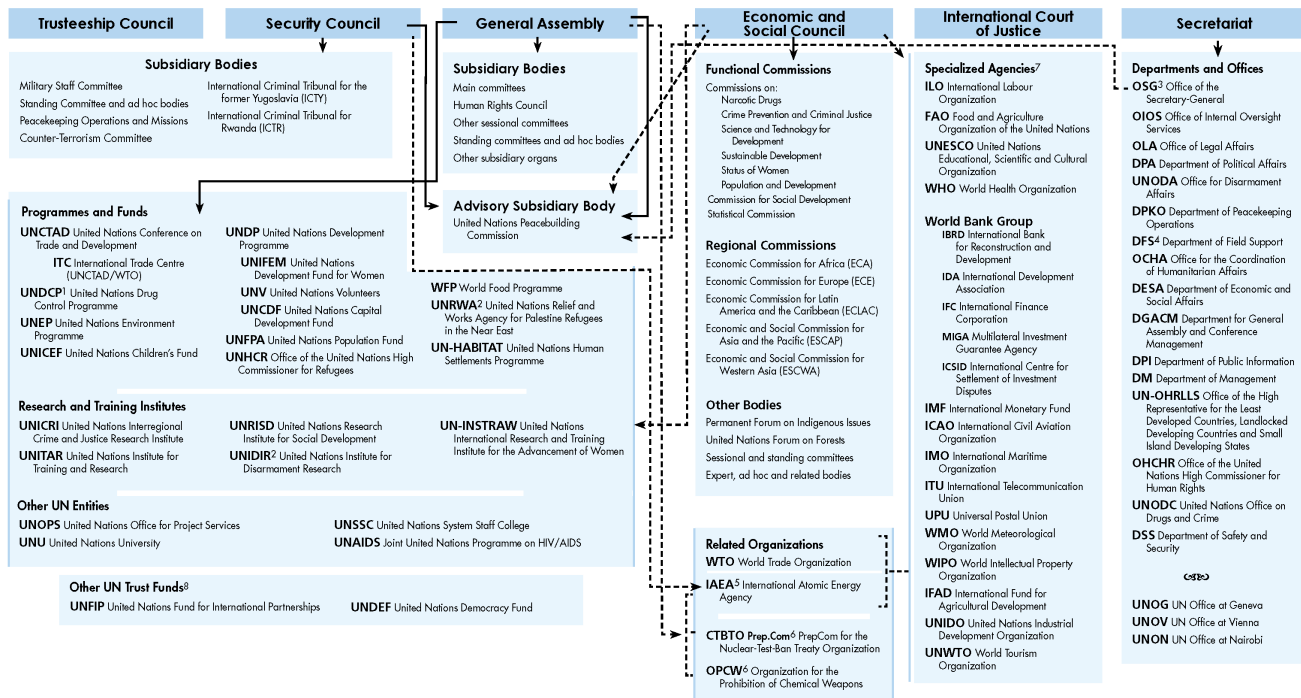 Trusteeship Council
Security Council
General Assembly
Economic and
Social Council
International Court
of Justice
Secretariat
Subsidiary Bodies
Military Staff Committee
Standing Committee and ad hoc bodies
Peacekeeping Operations and Missions
Counter-Terrorism Committee
International Criminal Tribunal for the
former Yugoslavia (ICTY)
International Criminal Tribunal for
Rwanda (ICTR)
Subsidiary Bodies
Main committees
Human Rights Council
Other sessional committees
Standing committees and ad hoc bodies
Other subsidiary organs
Advisory Subsidiary Body
United Nations Peacebuilding
Commission
Programmes and Funds
UNCTAD United Nations Conference on
Trade and Development
ITC International Trade Centre
(UNCTAD/WTO)
UNDCP1 United Nations Drug
Control Programme
UNEP United Nations Environment
Programme
UNICEF United Nations Children's Fund
UNDP United Nations Development
Programme
UNIFEM United Nations
Development Fund for Women
UNV United Nations Volunteers
UNCDF United Nations Capital
Development Fund
UNFPA United Nations Population Fund
UNHCR Office of the United Nations High
Commissioner for Refugees
WFP World Food Programme
UNRWA2 United Nations Relief and
Works Agency for Palestine Refugees
in the Near East
UN-HABITAT United Nations Human
Settlements Programme
Research and Training Institutes
UNICRI United Nations Interregional
Crime and Justice Research Institute
UNITAR United Nations Institute for
Training and Research
UNRISD United Nations Research
Institute for Social Development
UNIDIR2 United Nations Institute for
Disarmament Research
UN-INSTRAW United Nations
International Research and Training
Institute for the Advancement of Women
Other UN Entities
UNOPS United Nations Office for Project Services
UNU United Nations University
UNSSC United Nations System Staff College
UNAIDS Joint United Nations Programme on HIV/AIDS
Other UN Trust Funds8
UNFIP United Nations Fund for International Partnerships
UNDEF United Nations Democracy Fund
Functional Commissions
Commissions on:
Narcotic Drugs
Crime Prevention and Criminal Justice
Science and Technology for
Development
Sustainable Development
Status of Women
Population and Development
Commission for Social Development
Statistical Commission
Regional Commissions
Economic Commission for Africa (ECA)
Economic Commission for Europe (ECE)
Economic Commission for Latin
America and the Caribbean (ECLAC)
Economic and Social Commission for
Asia and the Pacific (ESCAP)
Economic and Social Commission for
Western Asia (ESCWA)
Other Bodies
Permanent Forum on Indigenous Issues
United Nations Forum on Forests
Sessional and standing committees
Expert, ad hoc and related bodies
Related Organizations
WTO World Trade Organization
IAEA5 International Atomic Energy
Agency
CTBTO Prep.Com6 PrepCom for the
Nuclear-Test-Ban Treaty Organization
OPCW6 Organization for the
Prohibition of Chemical Weapons
Specialized Agencies7
ILO International Labour
Organization
FAO Food and Agriculture
Organization of the United Nations
UNESCO United Nations
Educational, Scientific and Cultural
Organization
WHO World Health Organization
World Bank Group
IBRD International Bank
for Reconstruction and
Development
IDA International Development
Association
IFC International Finance
Corporation
MIGA Multilateral Investment
Guarantee Agency
ICSID International Centre for
Settlement of Investment
Disputes
IMF International Monetary Fund
ICAO International Civil Aviation
Organization
IMO International Maritime
Organization
ITU International Telecommunication
Union
UPU Universal Postal Union
WMO World Meteorological
Organization
WIPO World Intellectual Property
Organization
IFAD International Fund for
Agricultural Development
UNIDO United Nations Industrial
Development Organization
UNWTO World Tourism
Organization
Departments and Offices
OSG3 Office of the
Secretary-General
OIOS Office of Internal Oversight
Services
OLA Office of Legal Affairs
DPA Department of Political Affairs
UNODA Office for Disarmament
Affairs
DPKO Department of Peacekeeping
Operations
DFS4 Department of Field Support
OCHA Office for the Coordination
of Humanitarian Affairs
DESA Department of Economic and
Social Affairs
DGACM Department for General
Assembly and Conference
Management
DPI Department of Public Information
DM Department of Management
UN-OHRLLS Office of the High
Representative for the Least
Developed Countries, Landlocked
Developing Countries and Small
Island Developing States
OHCHR Office of the United
Nations High Commissioner for
Human Rights
UNODC United Nations Office on
Drugs and Crime
DSS Department of Safety and
Security
UNOG UN Office at Geneva
UNOV UN Office at Vienna
UNON UN Office at Nairobi